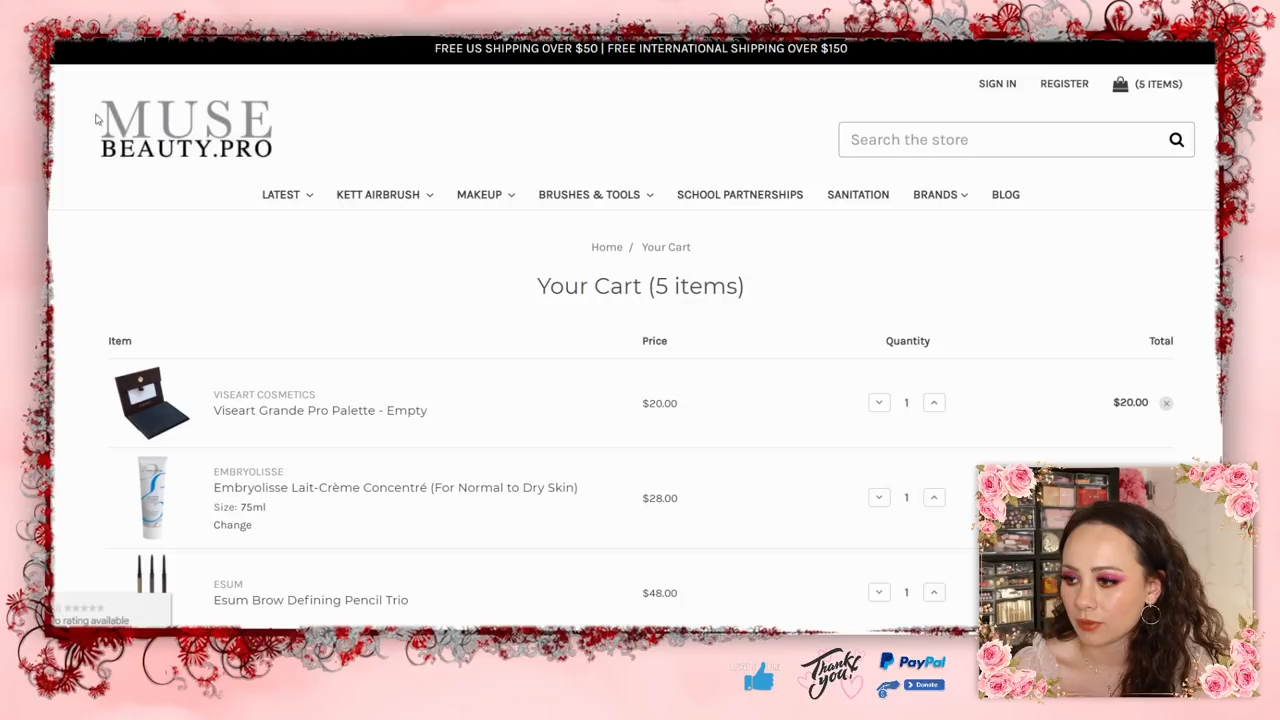 FREE US SHIPPING OVER $50 | FREE INTERNATIONAL SHIPPING OVER $150
SIGN IN REGISTER (5 ITEMS)
MUSE
BEAUTY.PRO
Search the store
LATEST KETT AIRBRUSH MAKEUP BRUSHES & TOOLS SCHOOL PARTNERSHIPS SANITATION BRANDS BLOG
Home / Your Cart
Your Cart (5 items)
Item Price Quantity Total
VISEART COSMETICS
Viseart Grande Pro Palette - Empty
$20.00 1 $20.00
EMBRYOLISSE
Embryolisse Lait-Crème Concentré (For Normal to Dry Skin)
Size: 75ml
Change
$28.00 1
ESUM
Esum Brow Defining Pencil Trio
$48.00 1
rating available
Thank you!
PayPal
Donate